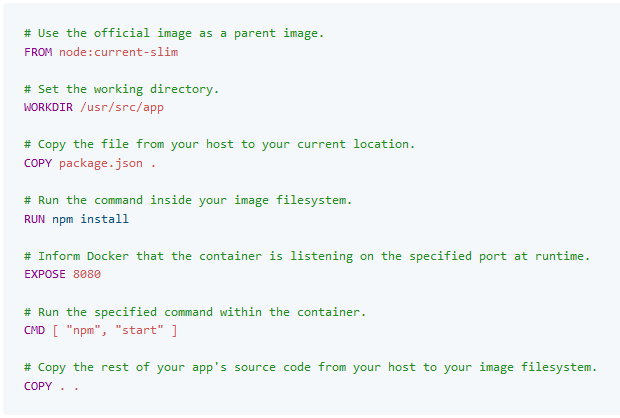 # Use the official image as a parent image.
FROM node:current-slim
# Set the working directory.
WORKDIR /usr/src/app
# Copy the file from your host to your current location.
COPY package.json .
# Run the command inside your image filesystem.
RUN npm install
# Inform Docker that the container is listening on the specified port at runtime.
EXPOSE 8080
# Run the specified command within the container.
CMD [ "npm", "start" ]
# Copy the rest of your app's source code from your host to your image filesystem.
COPY . .